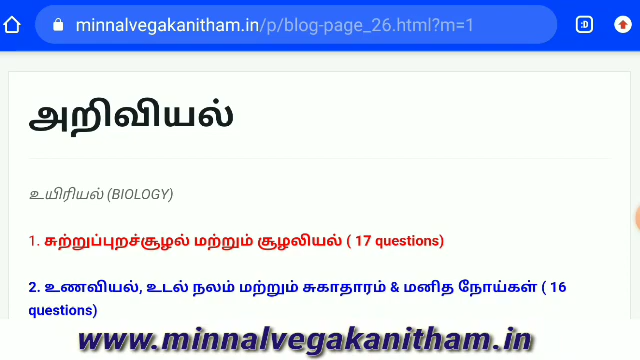 minnalvegakanitham.in/p/blog-page_26.html?m=1
:D
அறிவியல்
உயிரியல் (BIOLOGY)
1. சுற்றுப்புறச்சூழல் மற்றும் சூழலியல் ( 17 questions)
2. உணவியல், உடல் நலம் மற்றும் சுகாதாரம் & மனித நோய்கள் ( 16
questions)
www.minnalvegakanitham.in